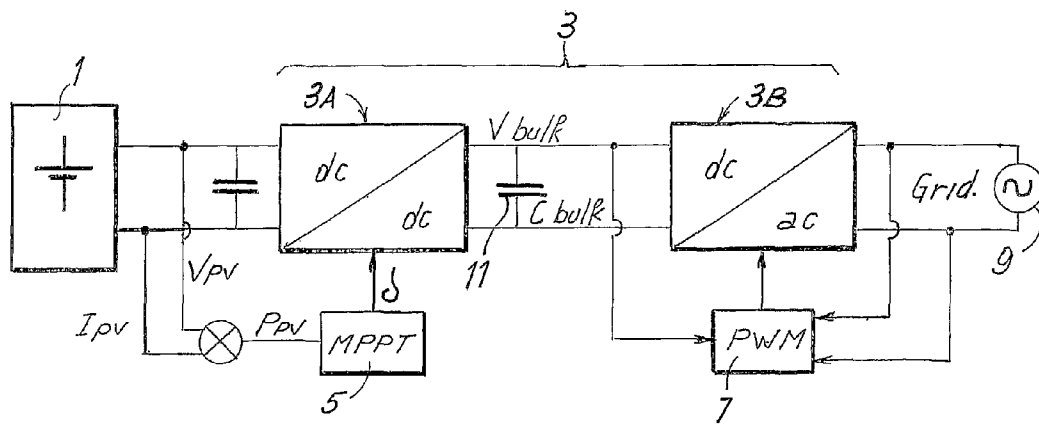 3
1
3A
3B
V bulk
dc
dc
C bulk
11
dc
ac
Grid.
9
Vpv
Ipv
Ppv
δ
MPPT
5
PWM
7